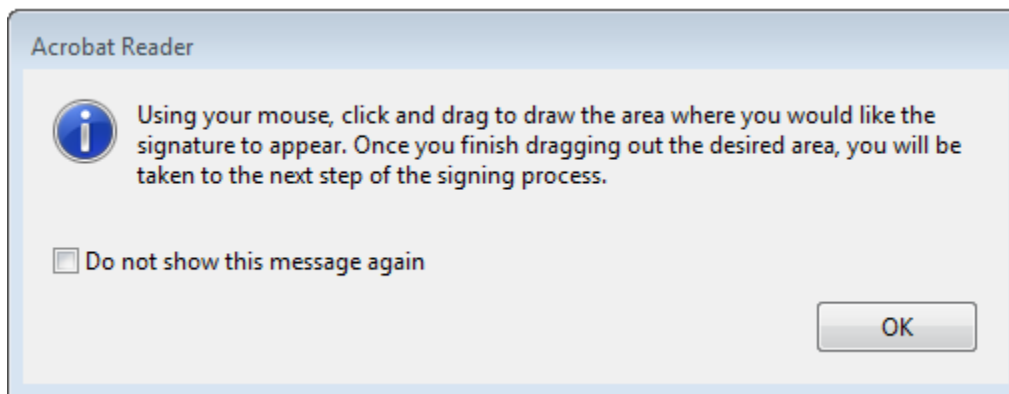 Acrobat Reader
Using your mouse, click and drag to draw the area where you would like the
signature to appear. Once you finish dragging out the desired area, you will be
taken to the next step of the signing process.
Do not show this message again
OK